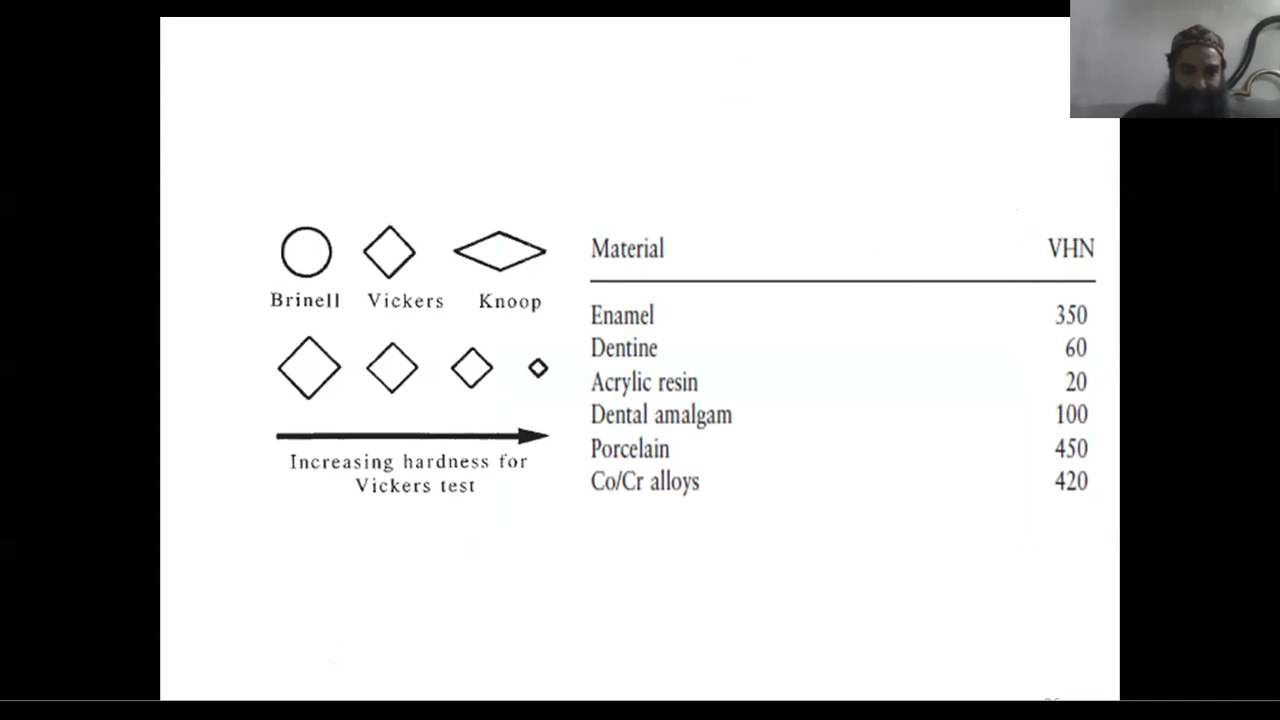 Brinell Vickers Knoop
Increasing hardness for
Vickers test
Material VHN
Enamel 350
Dentine 60
Acrylic resin 20
Dental amalgam 100
Porcelain 450
Co/Cr alloys 420